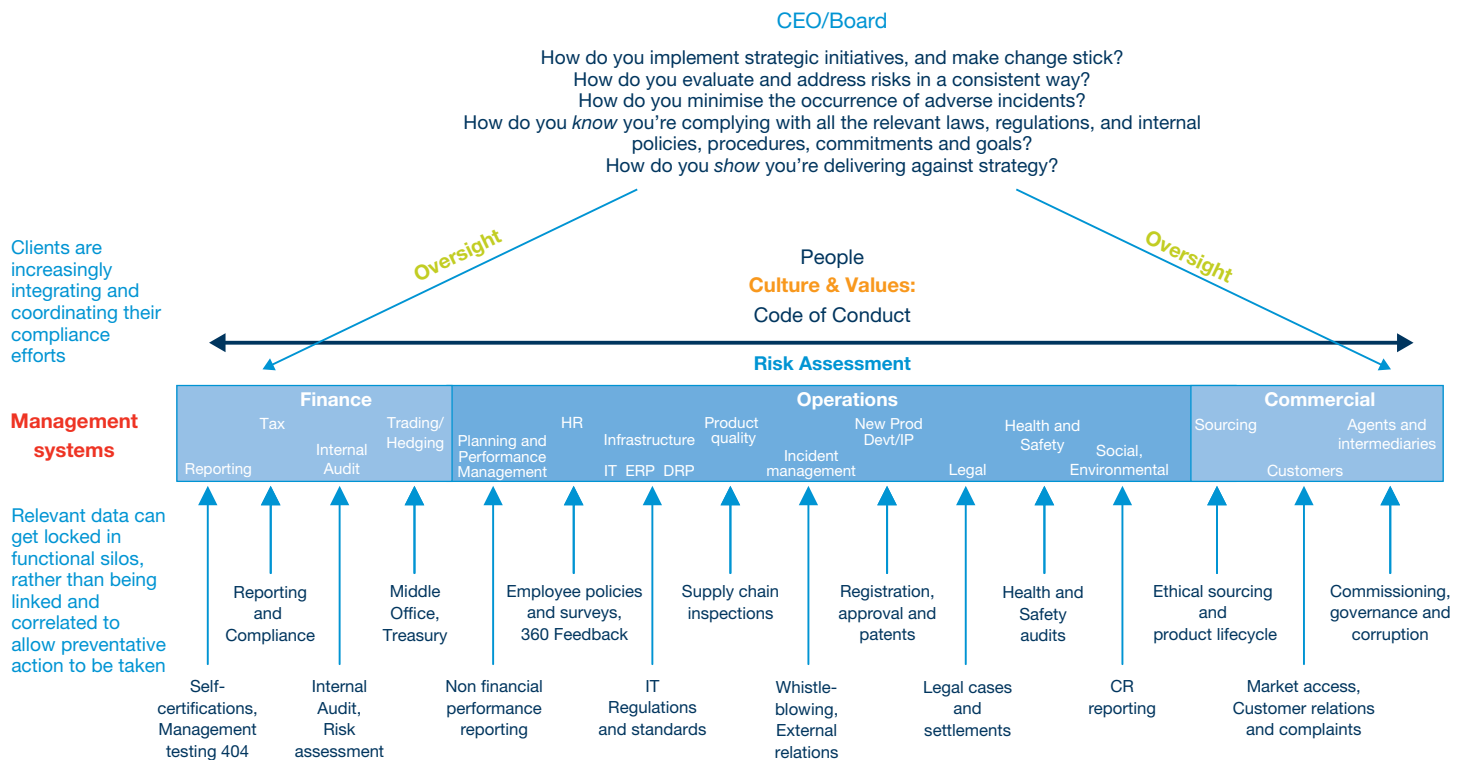 CEO/Board
How do you implement strategic initiatives, and make change stick?
How do you evaluate and address risks in a consistent way?
How do you minimise the occurrence of adverse incidents?
How do you know you're complying with all the relevant laws, regulations, and internal
policies, procedures, commitments and goals?
How do you show you're delivering against strategy?
Oversight
Oversight
Clients are
increasingly
integrating and
coordinating their
compliance
efforts
People
Culture & Values:
Code of Conduct
Risk Assessment
Management
systems
Finance
Reporting
Tax
Internal
Audit
Trading/
Hedging
Operations
Planning and
Performance
Management
HR
Infrastructure
IT ERP DRP
Product
quality
Incident
management
New Prod
Devt/IP
Legal
Health and
Safety
Social,
Environmental
Commercial
Sourcing
Customers
Agents and
intermediaries
Relevant data can
get locked in
functional silos,
rather than being
linked and
correlated to
allow preventative
action to be taken
Reporting
and
Compliance
Middle
Office,
Treasury
Employee policies
and surveys,
360 Feedback
Supply chain
inspections
Registration,
approval and
patents
Health and
Safety
audits
Ethical sourcing
and
product lifecycle
Commissioning,
governance and
corruption
Self-
certifications,
Management
testing 404
Internal
Audit,
Risk
assessment
Non financial
performance
reporting
IT
Regulations
and standards
Whistle-
blowing,
External
relations
Legal cases
and
settlements
CR
reporting
Market access,
Customer relations
and complaints